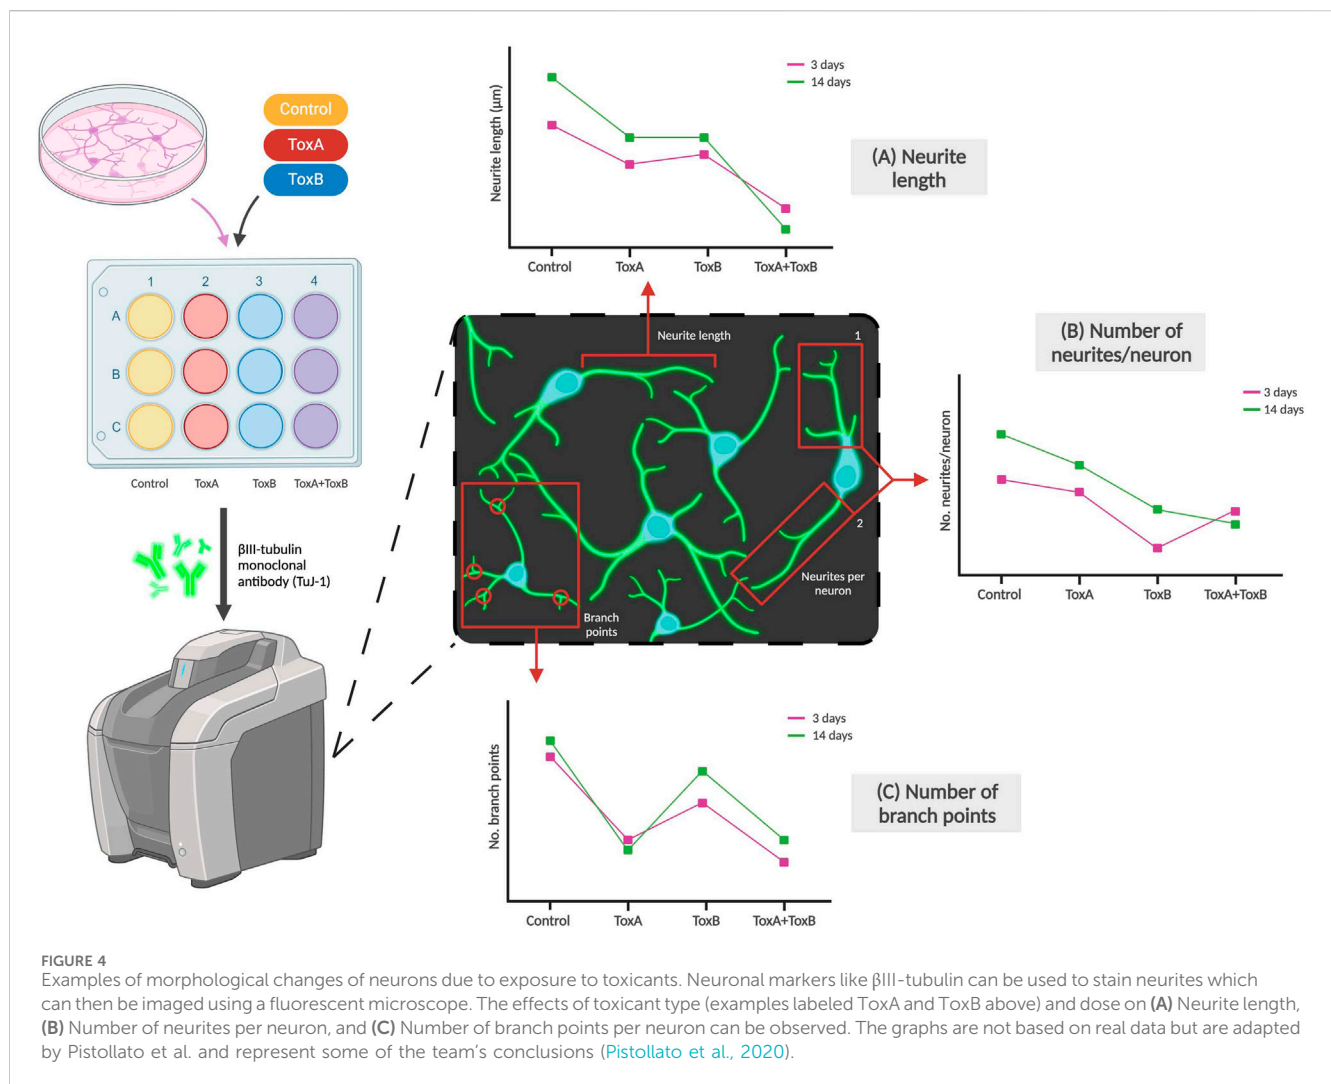 Control
ToxA
ToxB
1 2 3 4
A
B
C
Control ToxA ToxB ToxA+ToxB
βIII-tubulin
monoclonal
antibody (TuJ-1)
Neurite length (μm)
3 days
14 days
Control ToxA ToxB ToxA+ToxB
(A) Neurite
length
Neurite length
1
2
Neurites per
neuron
Branch
points
(B) Number of
neurites/neuron
No. neurites/neuron
3 days
14 days
Control ToxA ToxB ToxA+ToxB
No. branch points
3 days
14 days
Control ToxA ToxB ToxA+ToxB
(C) Number of
branch points
FIGURE 4
Examples of morphological changes of neurons due to exposure to toxicants. Neuronal markers like βIII-tubulin can be used to stain neurites which
can then be imaged using a fluorescent microscope. The effects of toxicant type (examples labeled ToxA and ToxB above) and dose on (A) Neurite length,
(B) Number of neurites per neuron, and (C) Number of branch points per neuron can be observed. The graphs are not based on real data but are adapted
by Pistollato et al. and represent some of the team's conclusions (Pistollato et al., 2020).